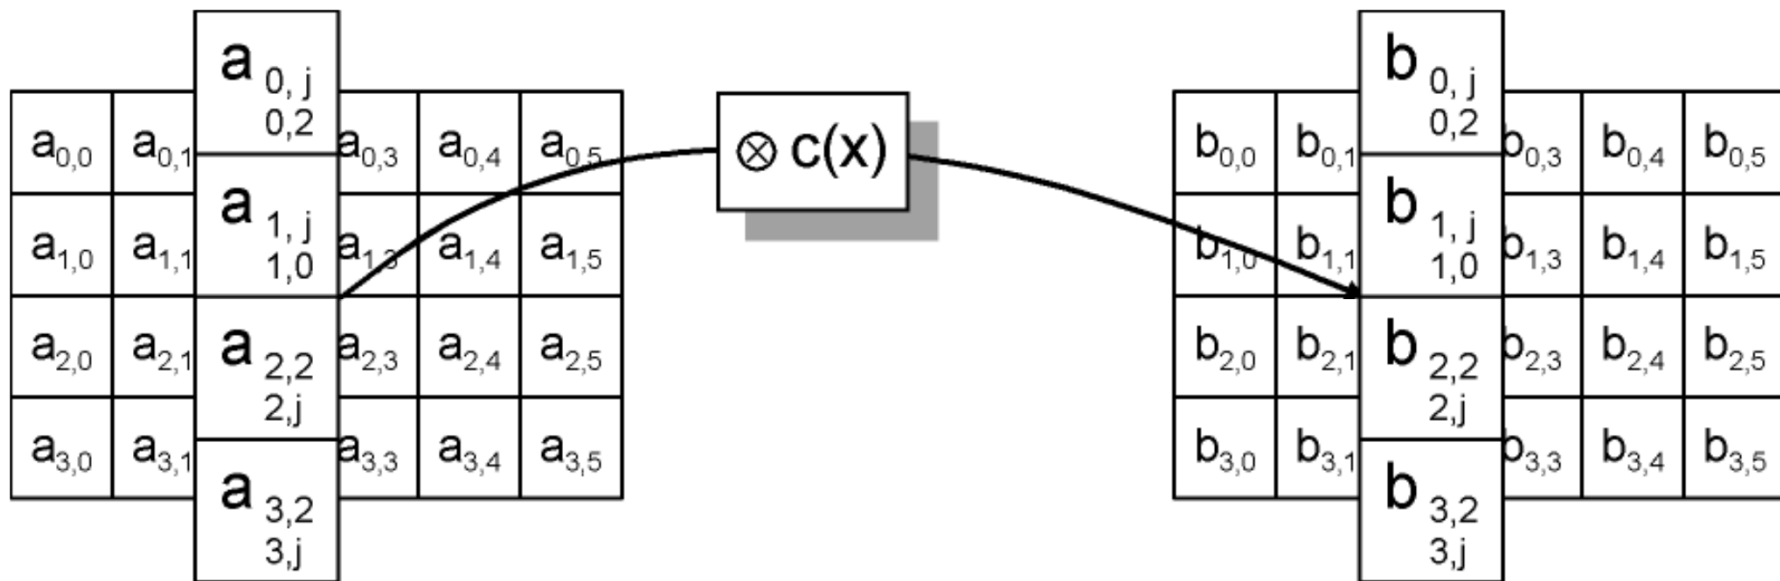 a 0, j
0,2
b 0, j
0,2
a0,0 a0,1 a0,3 a0,4 a0,5
⊗ c(x)
b0,0 b0,1 b0,3 b0,4 b0,5
a 1, j
1,0
b 1, j
1,0
a1,0 a1,1 a1,3 a1,4 a1,5
b1,0 b1,1 b1,3 b1,4 b1,5
a 2,2
2,j
b 2,2
2,j
a2,0 a2,1 a2,3 a2,4 a2,5
b2,0 b2,1 b2,3 b2,4 b2,5
a3,0 a3,1 a3,3 a3,4 a3,5
b3,0 b3,1 b3,3 b3,4 b3,5
a 3,2
3,j
b 3,2
3,j